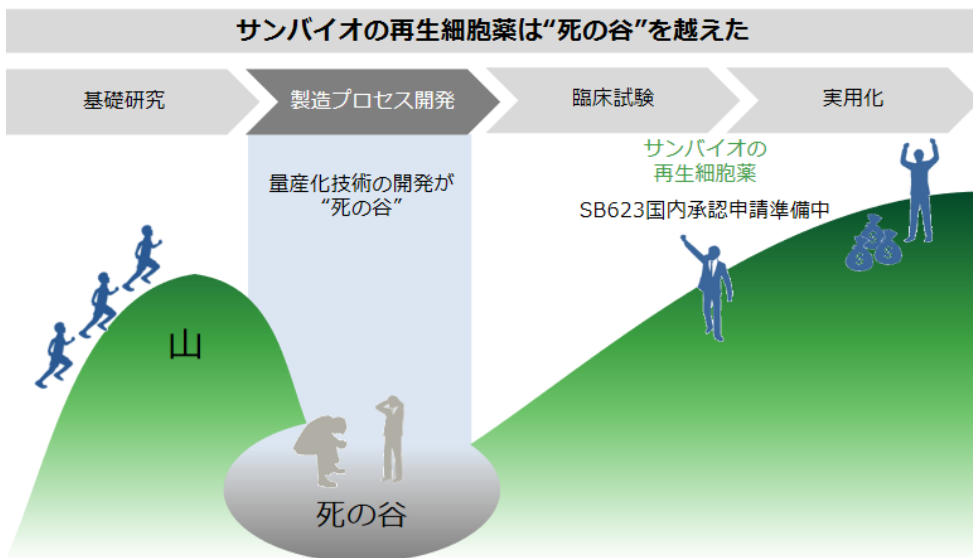 サンバイオの再生細胞薬は“死の谷”を越えた
基礎研究
製造プロセス開発
臨床試験
実用化
量産化技術の開発が
“死の谷”
サンバイオの
再生細胞薬
SB623国内承認申請準備中
山
死の谷